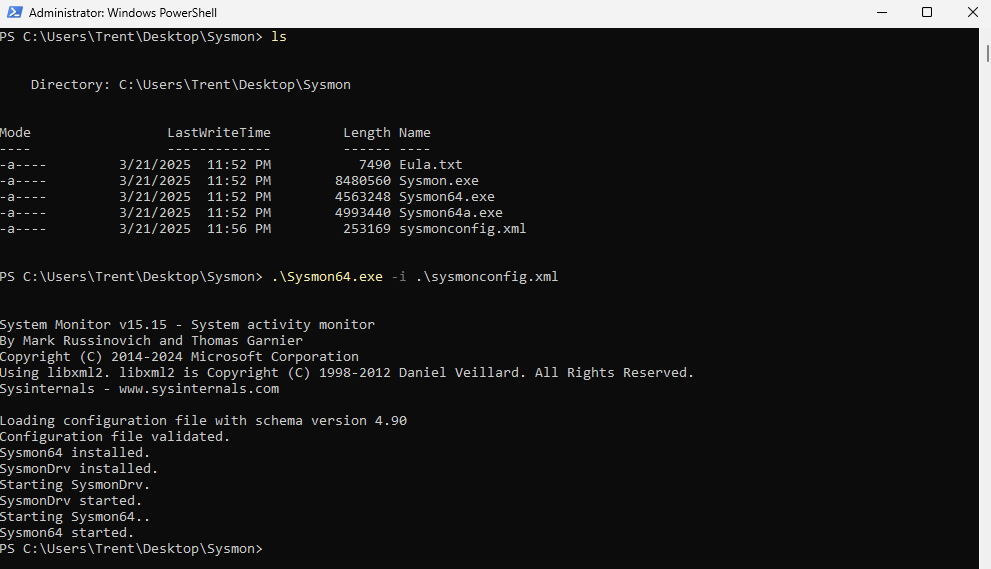 Administrator: Windows PowerShell
PS C:\Users\Trent\Desktop\Sysmon> ls
Directory: C:\Users\Trent\Desktop\Sysmon
Mode LastWriteTime Length Name
---- ------------- ------ ----
-a---- 3/21/2025 11:52 PM 7490 Eula.txt
-a---- 3/21/2025 11:52 PM 8480560 Sysmon.exe
-a---- 3/21/2025 11:52 PM 4563248 Sysmon64.exe
-a---- 3/21/2025 11:52 PM 4993440 Sysmon64a.exe
-a---- 3/21/2025 11:56 PM 253169 sysmonconfig.xml
PS C:\Users\Trent\Desktop\Sysmon> .\Sysmon64.exe -i .\sysmonconfig.xml
System Monitor v15.15 - System activity monitor
By Mark Russinovich and Thomas Garnier
Copyright (C) 2014-2024 Microsoft Corporation
Using libxml2. libxml2 is Copyright (C) 1998-2012 Daniel Veillard. All Rights Reserved.
Sysinternals - www.sysinternals.com
Loading configuration file with schema version 4.90
Configuration file validated.
Sysmon64 installed.
SysmonDrv installed.
Starting SysmonDrv.
SysmonDrv started.
Starting Sysmon64..
Sysmon64 started.
PS C:\Users\Trent\Desktop\Sysmon>